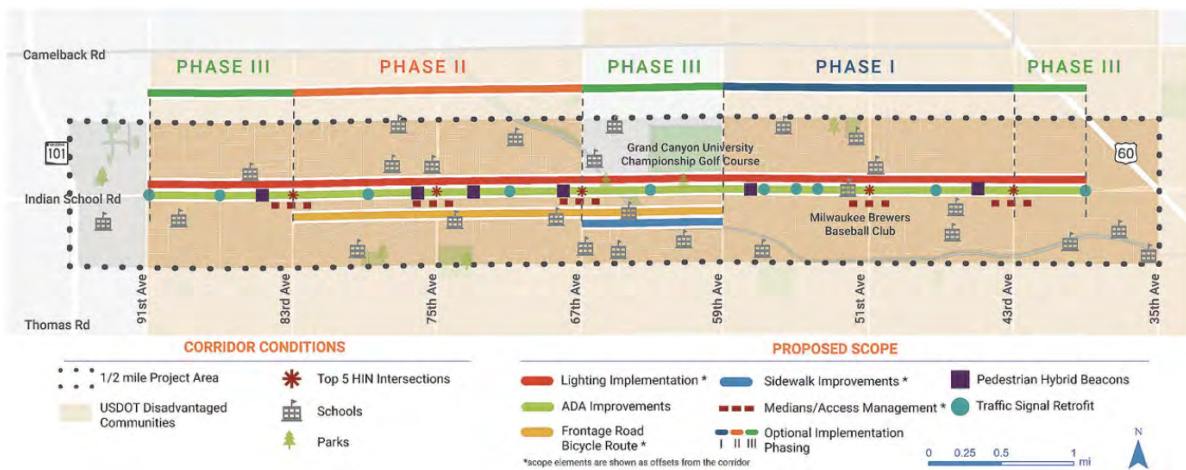 Camelback Rd
PHASE III
PHASE II
PHASE III
PHASE I
PHASE III
101
60
Grand Canyon University
Championship Golf Course
Indian School Rd
Milwaukee Brewers
Baseball Club
91st Ave
83rd Ave
75th Ave
67th Ave
59th Ave
51st Ave
43rd Ave
35th Ave
Thomas Rd
CORRIDOR CONDITIONS
1/2 mile Project Area
USDOT Disadvantaged
Communities
Top 5 HIN Intersections
Schools
Parks
PROPOSED SCOPE
Lighting Implementation *
ADA Improvements
Frontage Road
Bicycle Route *
*scope elements are shown as offsets from the corridor
Sidewalk Improvements *
Medians/Access Management *
I II III
Optional Implementation
Phasing
Pedestrian Hybrid Beacons
Traffic Signal Retrofit
0 0.25 0.5 1
mi
N